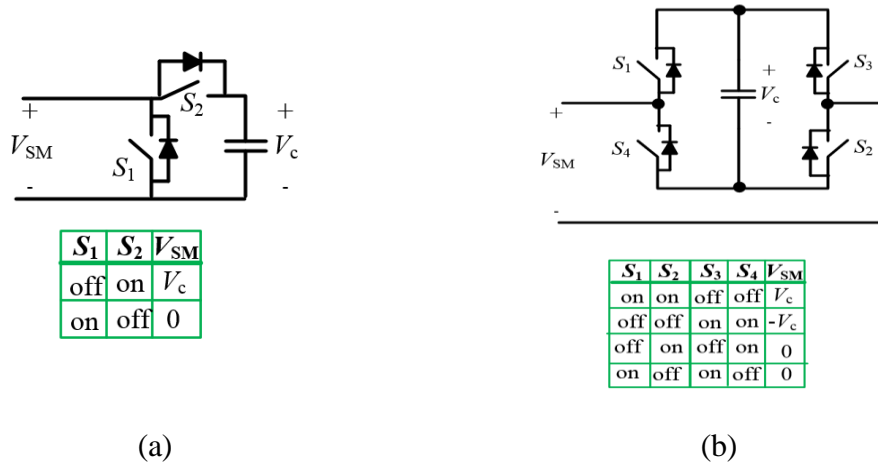 +
S2
+
VSM
S1
Vc
-
-
S1 S2 VSM
off on Vc
on off 0
(a)
S1
+
S3
+
Vc
-
S4
S2
VSM
-
S1 S2 S3 S4 VSM
on on off off Vc
off off on on -Vc
off on off on 0
on off on off 0
(b)